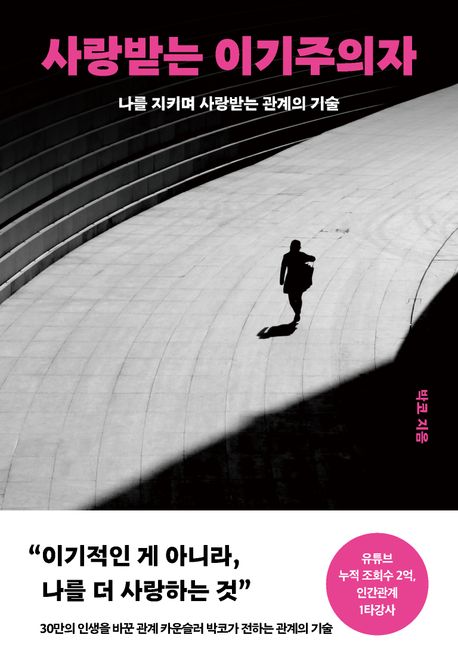 사랑받는 이기주의자
나를 지키며 사랑받는 관계의 기술
박코 지음
“이기적인 게 아니라,
나를 더 사랑하는 것”
30만의 인생을 바꾼 관계 카운슬러 박코가 전하는 관계의 기술
유튜브
누적 조회수 2억,
인간관계
1타강사